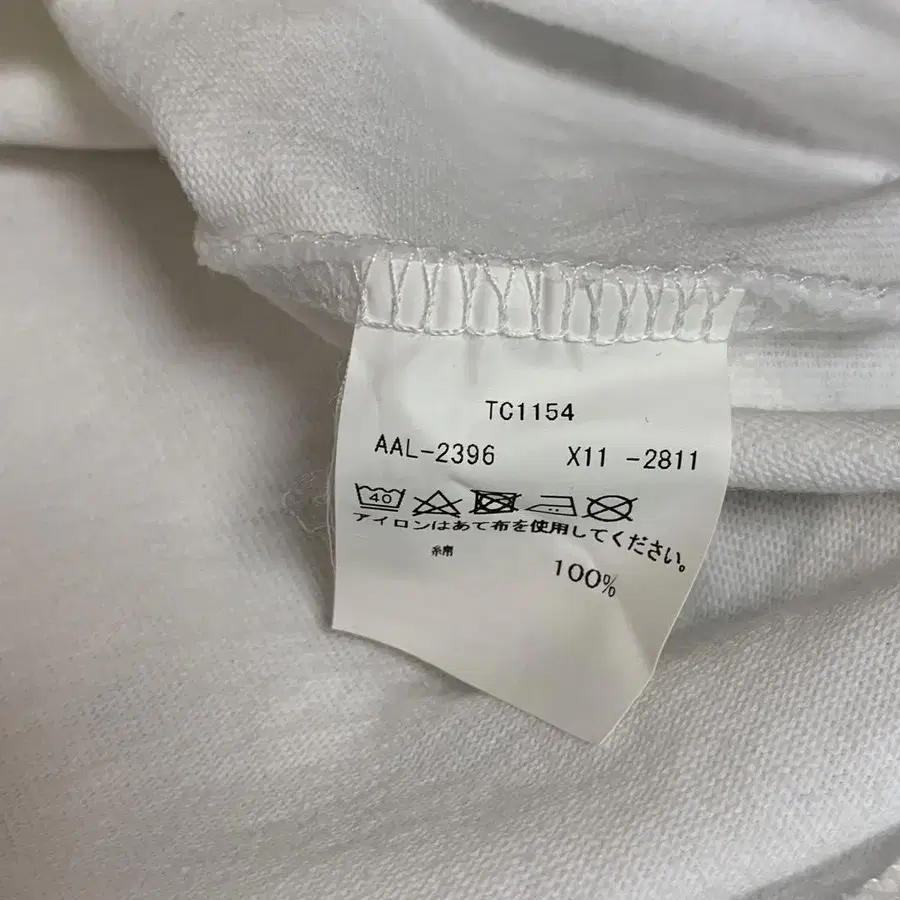 TC1154
AAL-2396 X11 -2811
40
アイロンはあて布を使用してください。
綿 100%